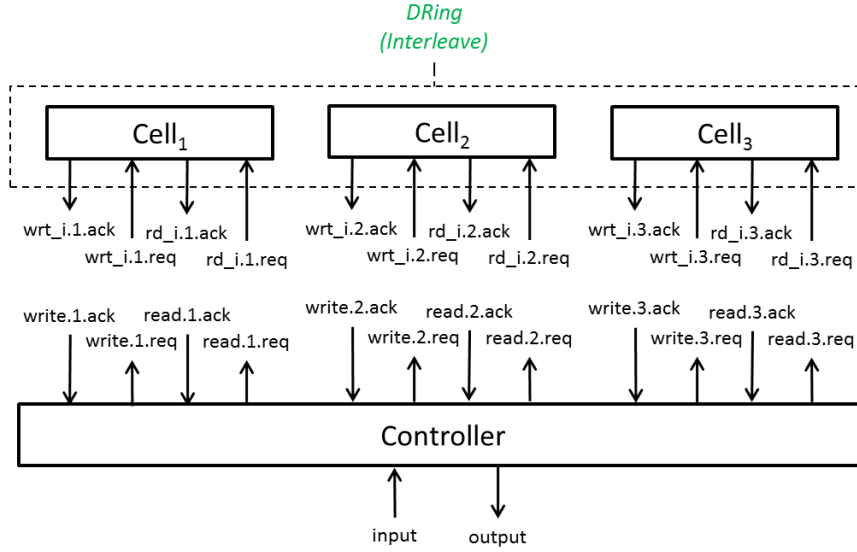 DRing
(Interleave)
Cell₁ Cell₂ Cell₃
wrt_i.1.ack rd_i.1.ack wrt_i.2.ack rd_i.2.ack wrt_i.3.ack rd_i.3.ack
wrt_i.1.req rd_i.1.req wrt_i.2.req rd_i.2.req wrt_i.3.req rd_i.3.req
write.1.ack read.1.ack write.2.ack read.2.ack write.3.ack read.3.ack
write.1.req read.1.req write.2.req read.2.req write.3.req read.3.req
Controller
input output